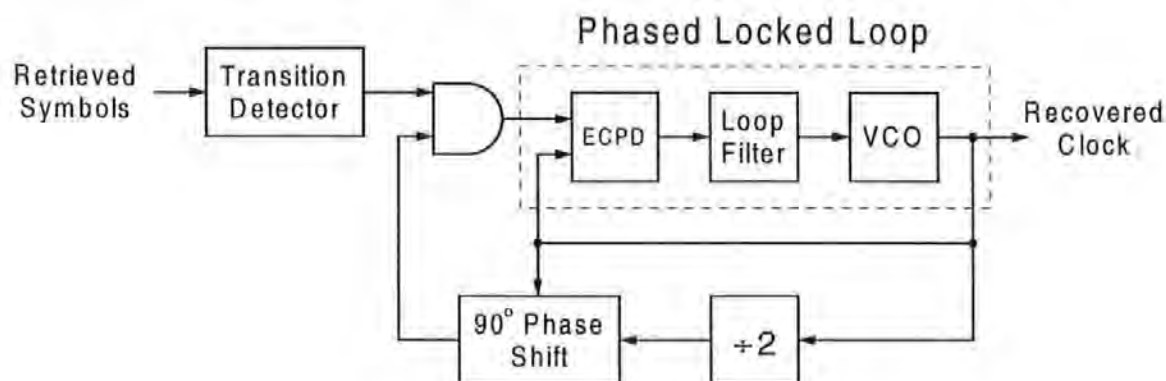 Phased Locked Loop
Retrieved
Symbols
Transition
Detector
ECPD
Loop
Filter
VCO
Recovered
Clock
90° Phase
Shift
÷2